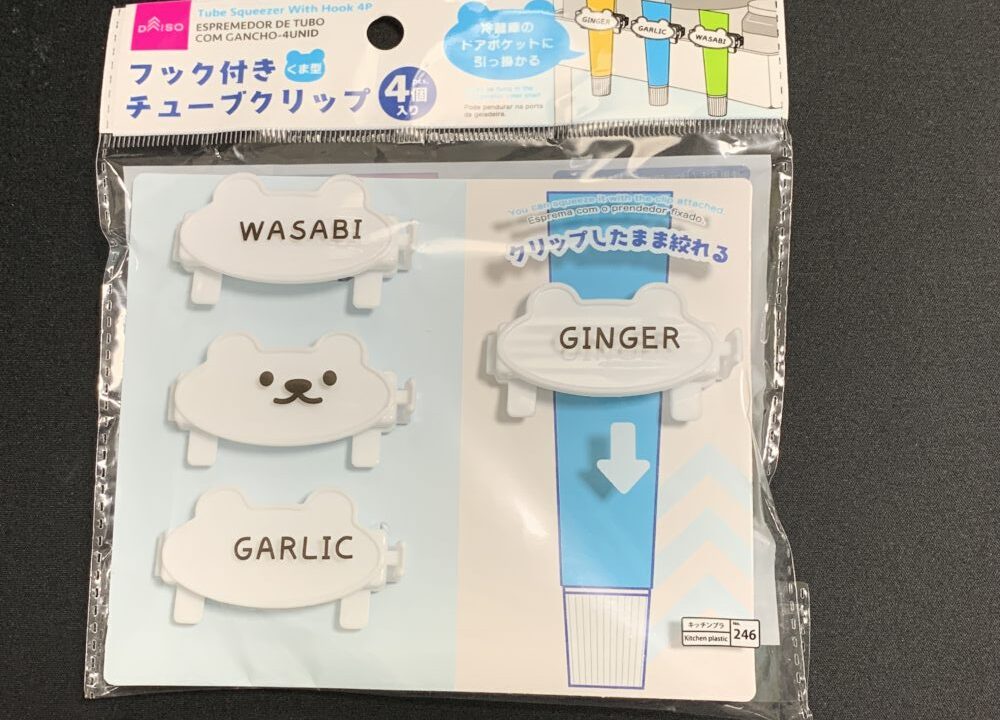 DAISO
Tube Squeezer With Hook 4P
ESPREMEDOR DE TUBO
COM GANCHO-4UNID
フック付き
くま型
チューブクリップ
4個
入り
冷蔵庫の
ドアポケットに
引っ掛かる
Pode pendurar na porta
da geladeira.
GINGER
GARLIC
WASABI
WASABI
GARLIC
You can squeeze it with the clip attached.
Esprema com o prendedor fixado.
クリップしたまま絞れる
GINGER
キッチンプラ
Kitchen plastic
No.
246